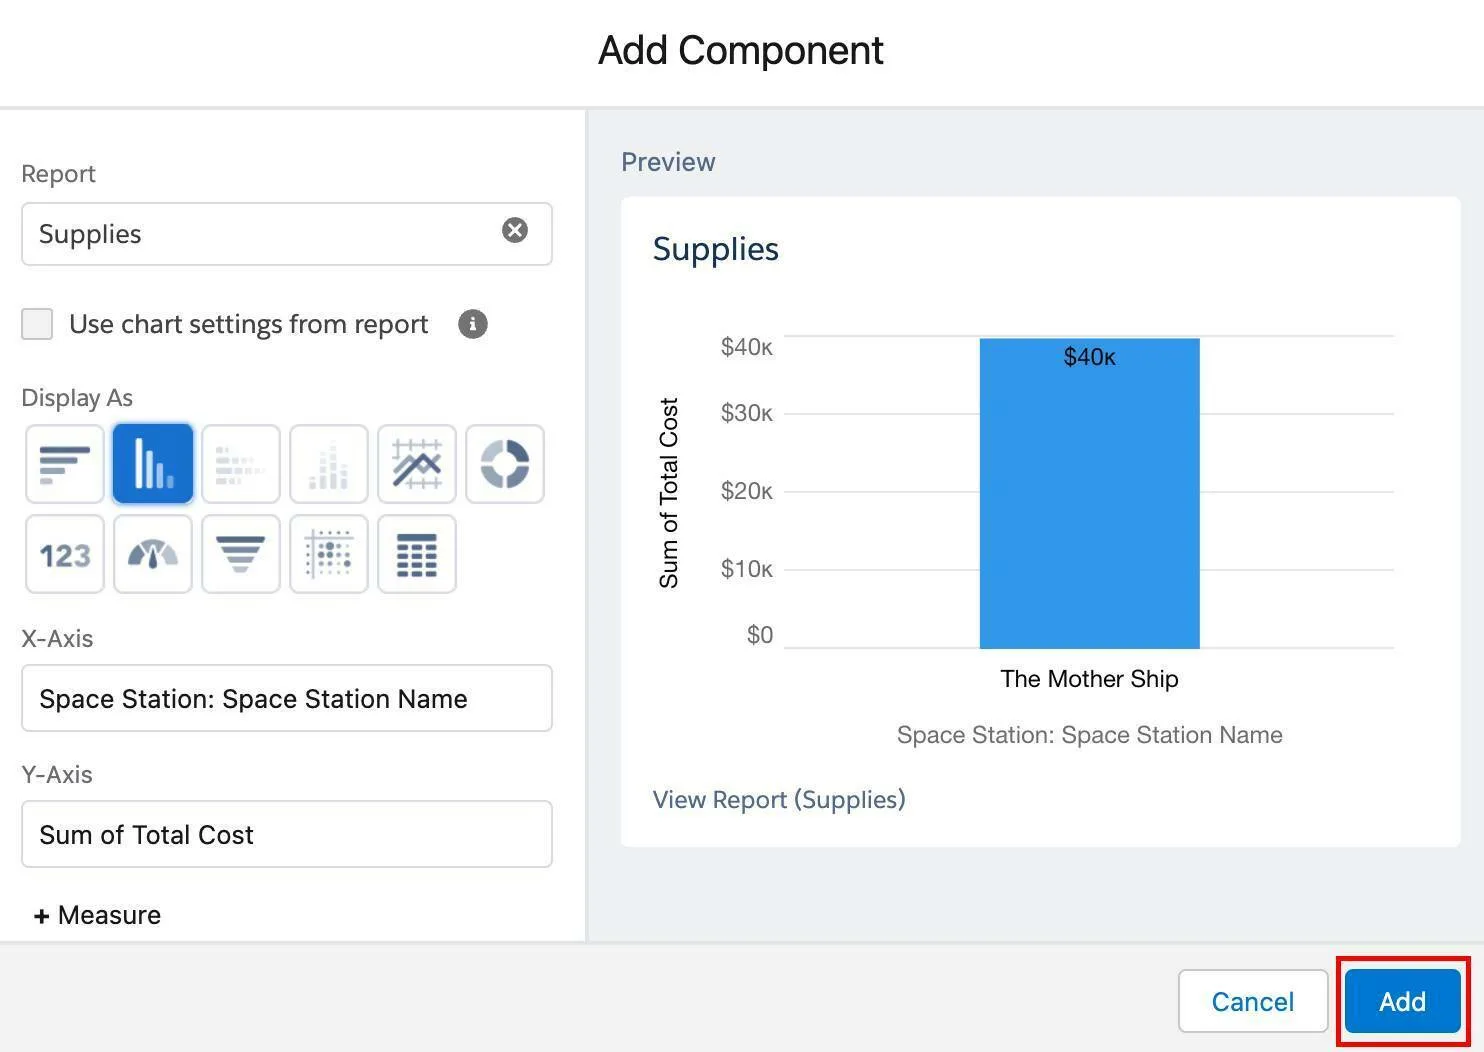 Add Component
Report
Supplies
Use chart settings from report
Display As
123
X-Axis
Space Station: Space Station Name
Y-Axis
Sum of Total Cost
+ Measure
Preview
Supplies
Sum of Total Cost
$40K
$30K
$20K
$10K
$0
$40K
The Mother Ship
Space Station: Space Station Name
View Report (Supplies)
Cancel
Add